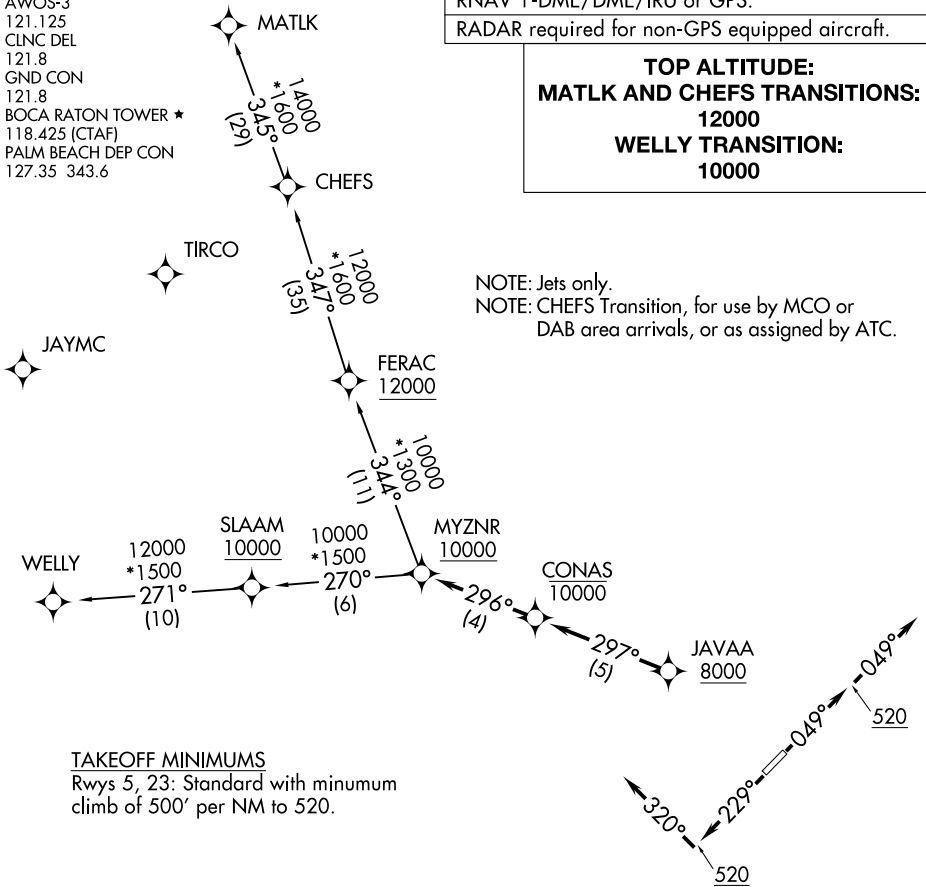 AWOS-3
121.125
CLNC DEL
121.8
GND CON
121.8
BOCA RATON TOWER ★
118.425 (CTAF)
PALM BEACH DEP CON
127.35 343.6
RNAV 1-DME/DME/IRU or GPS.
RADAR required for non-GPS equipped aircraft.
TOP ALTITUDE:
MATLK AND CHEFS TRANSITIONS:
12000
WELLY TRANSITION:
10000
MATLK
14000
*1600
345°
(29)
CHEFS
TIRCO
12000
*1600
347°
(35)
NOTE: Jets only.
NOTE: CHEFS Transition, for use by MCO or
DAB area arrivals, or as assigned by ATC.
JAYMC
FERAC
12000
10000
*1300
344°
(11)
WELLY
12000
*1500
271°
(10)
SLAAM
10000
10000
*1500
270°
(6)
MYZNR
10000
296°
(4)
CONAS
10000
297°
(5)
JAVAA
8000
049°
520
049°
229°
320°
520
TAKEOFF MINIMUMS
Rwys 5, 23: Standard with minumum
climb of 500' per NM to 520.